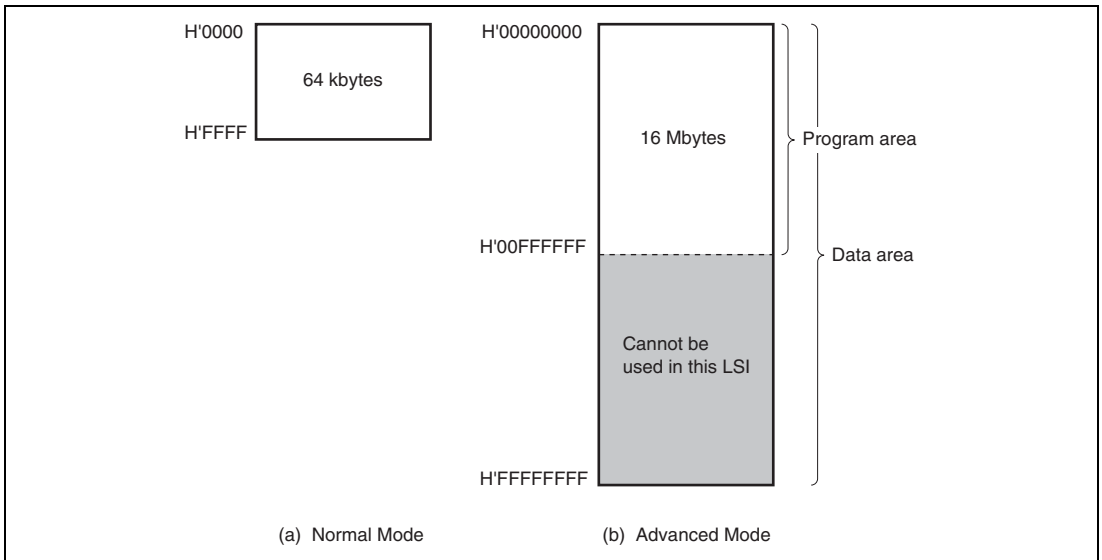 H'0000
64 kbytes
H'FFFF
(a) Normal Mode
H'00000000
16 Mbytes
Program area
H'00FFFFFF
Data area
Cannot be
used in this LSI
H'FFFFFFFF
(b) Advanced Mode